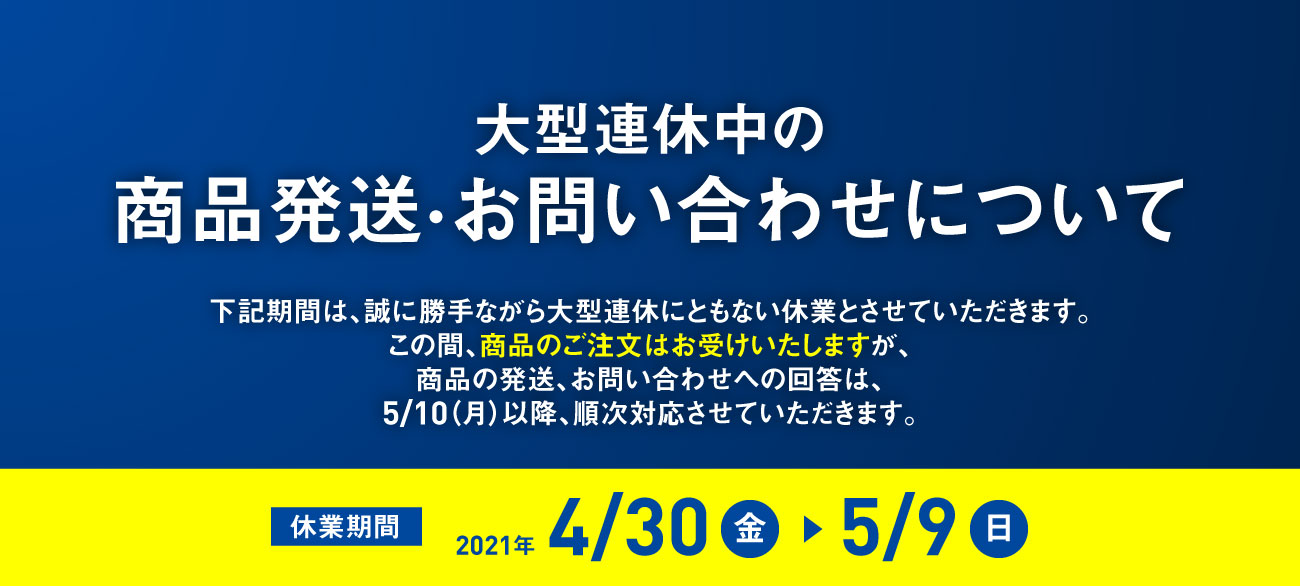 大型連休中の
商品発送・お問い合わせについて
下記期間は、誠に勝手ながら大型連休にともない休業とさせていただきます。
この間、商品のご注文はお受けいたしますが、
商品の発送、お問い合わせへの回答は、
5/10（月）以降、順次対応させていただきます。
休業期間 2021年 4/30 金 ▶ 5/9 日